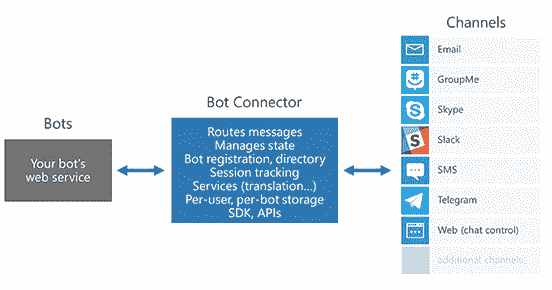 Channels
Email
GroupMe
Skype
Slack
SMS
Telegram
Web (chat control)
additional channels
Bot Connector
Routes messages
Manages state
Bot registration, directory
Session tracking
Services (translation...)
Per-user, per-bot storage
SDK, APIs
Bots
Your bot's
web service